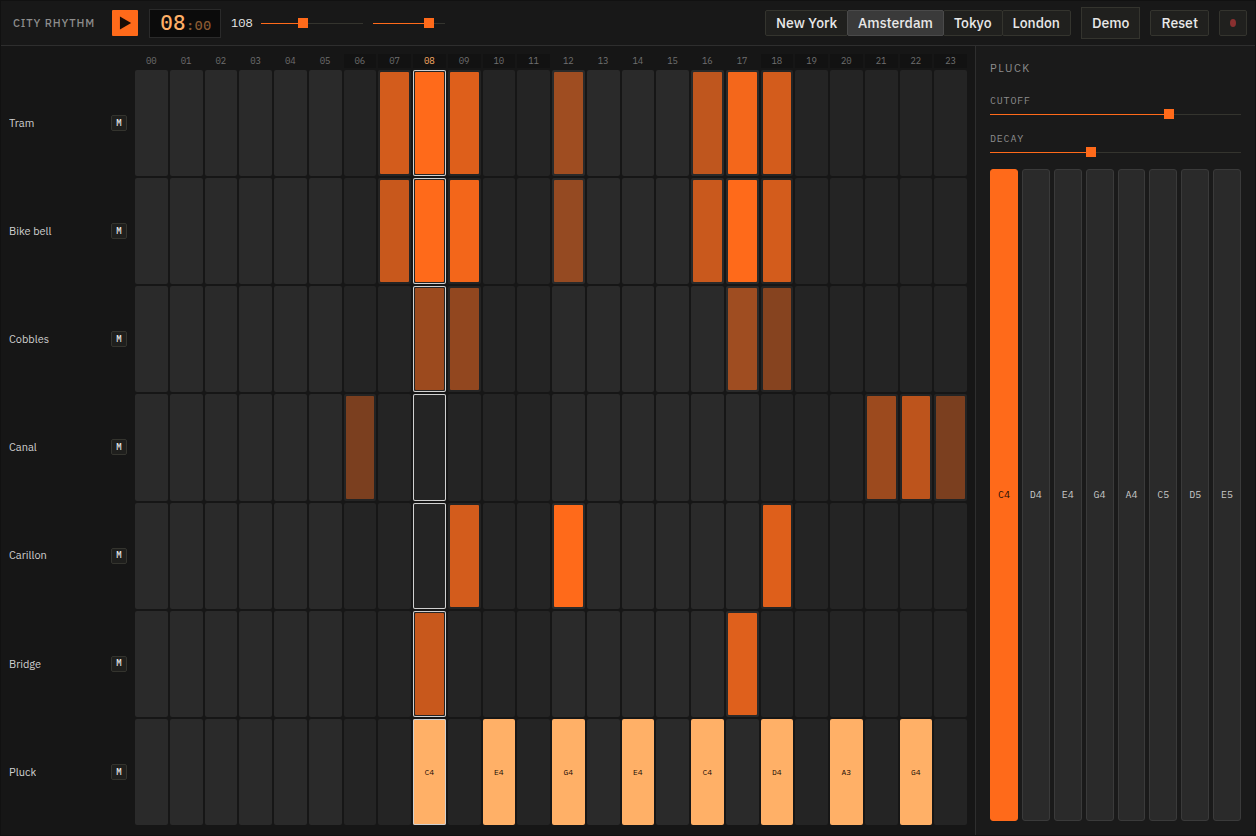 CITY RHYTHM 08:00 108 New York Amsterdam Tokyo London Demo Reset
00 01 02 03 04 05 06 07 08 09 10 11 12 13 14 15 16 17 18 19 20 21 22 23
PLUCK
CUTOFF
DECAY
Tram M
Bike bell M
Cobbles M
Canal M
C4 D4 E4 G4 A4 C5 D5 E5
Carillon M
Bridge M
Pluck M C4 E4 G4 E4 C4 D4 A3 G4